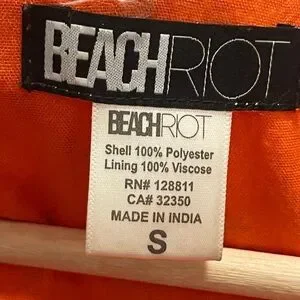 BEACHRIOT
BEACHRIOT
Shell 100% Polyester
Lining 100% Viscose
RN# 128811
CA# 32350
MADE IN INDIA
S